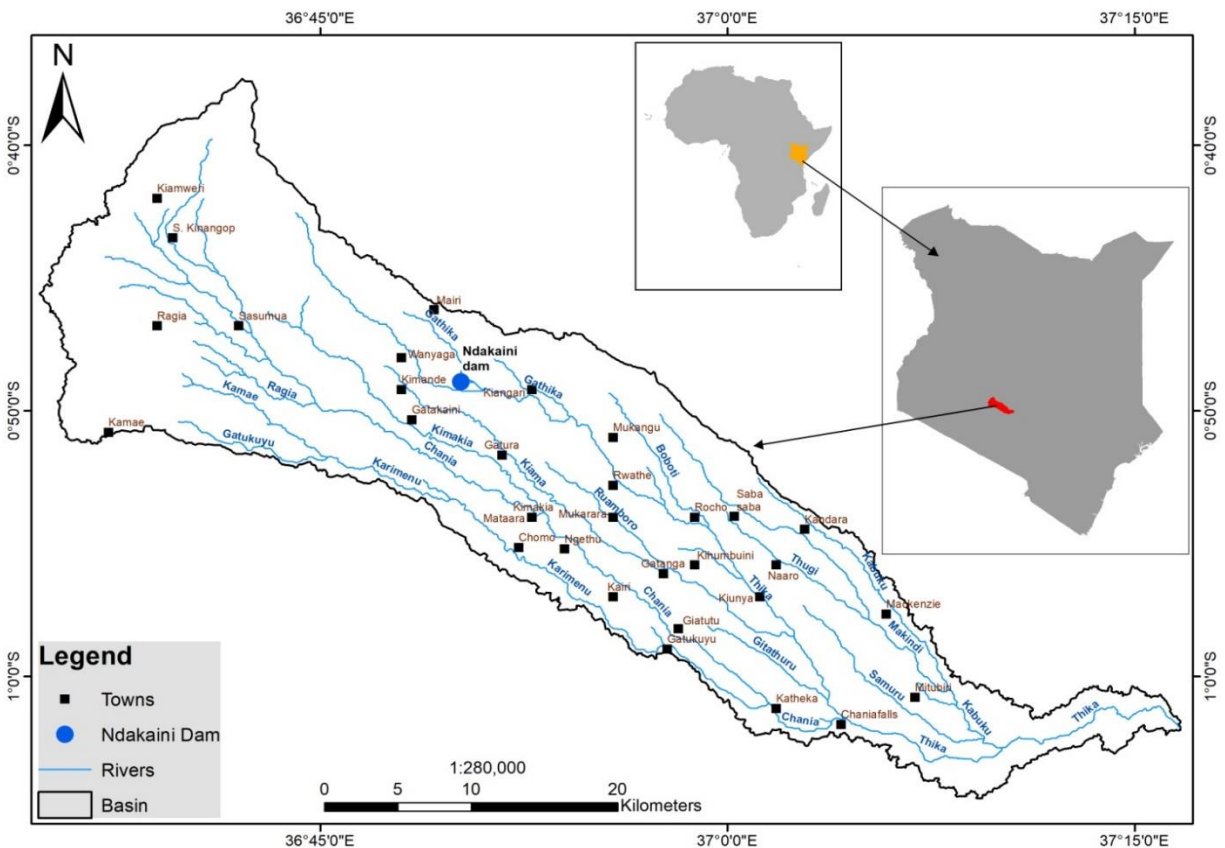 36°45'0"E
37°0'0"E
37°15'0"E
N
0°40'0"S
0°40'0"S
Kiamweri
S. Kinangop
Mairi
Ragia
Sasumua
Gathika
Ndakaini
dam
Wanyaga
Kimande
Kiangari
Gathika
Kamae
Ragia
0°50'0"S
0°50'0"S
Kamae
Gatakaini
Gatukuyu
Kimakia
Chania
Gatura
Mukangu
Boboti
Karimenu
Kiama
Rwathe
Ruamboro
Saba
saba
Kimakia
Mataara
Mukarara
Rocho
Kandara
Chomo
Ngethu
Kihumbuini
Thugi
Kabuku
Gatanga
Naaro
Karimenu
Kairi
Chania
Thika
Kiunya
Mackenzie
Giatutu
Makindi
Gatukuyu
Gitathuru
1°0'0"S
1°0'0"S
Samuru
Mitubiri
Katheka
Kabuku
Chania
Chaniafalls
Thika
Thika
Legend
Towns
Ndakaini Dam
Rivers
Basin
1:280,000
0 5 10 20
Kilometers
36°45'0"E
37°0'0"E
37°15'0"E